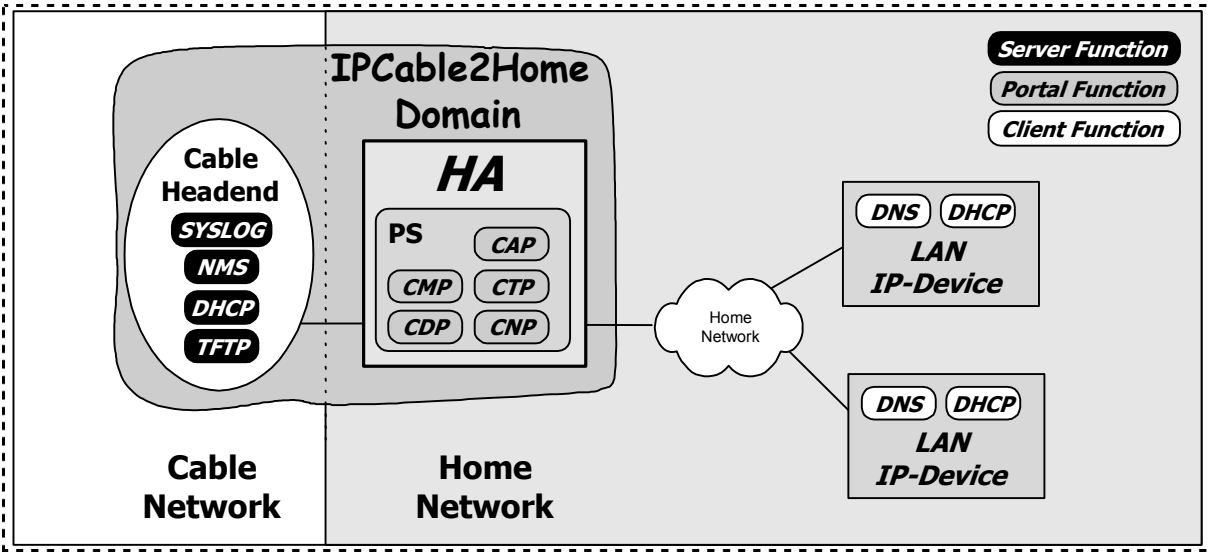 IPCable2Home
Domain
Server Function
Portal Function
Client Function
Cable
Headend
SYSLOG
NMS
DHCP
TFTP
HA
PS
CAP
CMP
CTP
CDP
CNP
Home
Network
DNS DHCP
LAN
IP-Device
DNS DHCP
LAN
IP-Device
Cable
Network
Home
Network